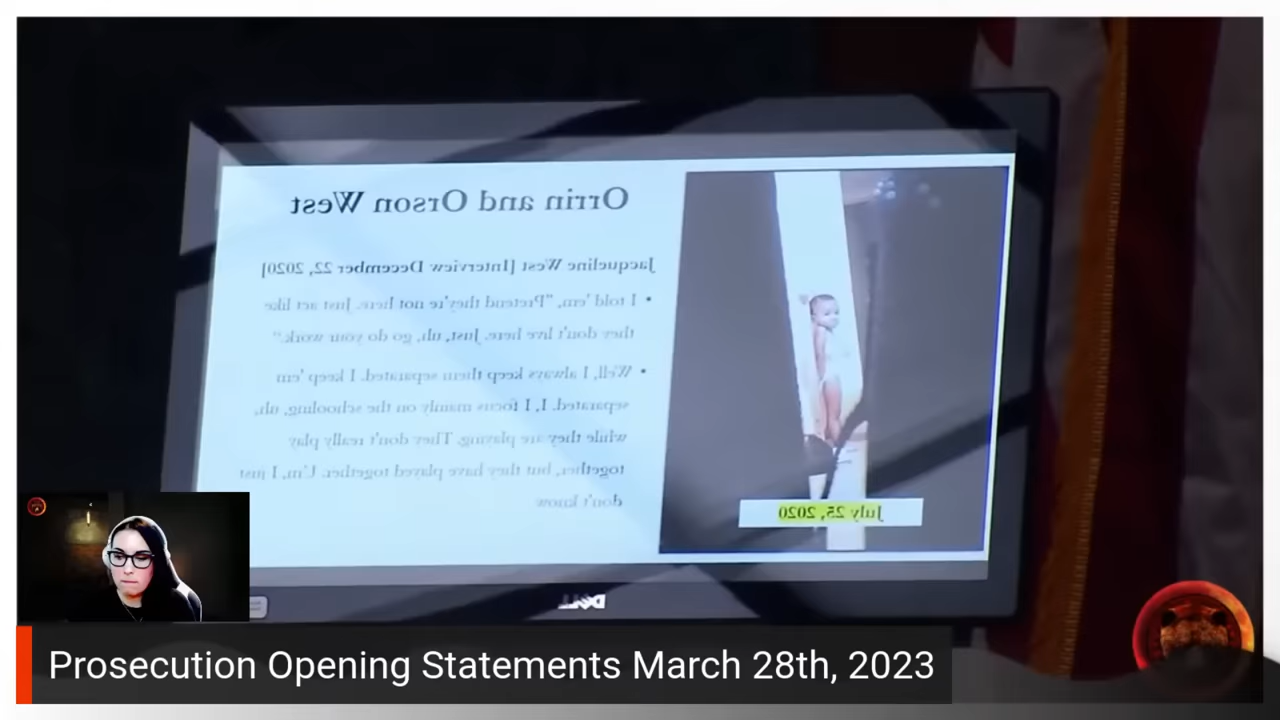 Orrin and Orson West
Jacqueline West [Interview December 22, 2020]
• I told 'em, "Pretend they're not here. Just act like
they don't live here. Just, uh, go do your work."
• Well, I always keep them separated. I keep 'em
separated. I, I focus mainly on the schooling, uh,
while they are playing. They don't really play
together, but they have played together. Um, I just
don't know
July 25, 2020
DELL
Prosecution Opening Statements March 28th, 2023